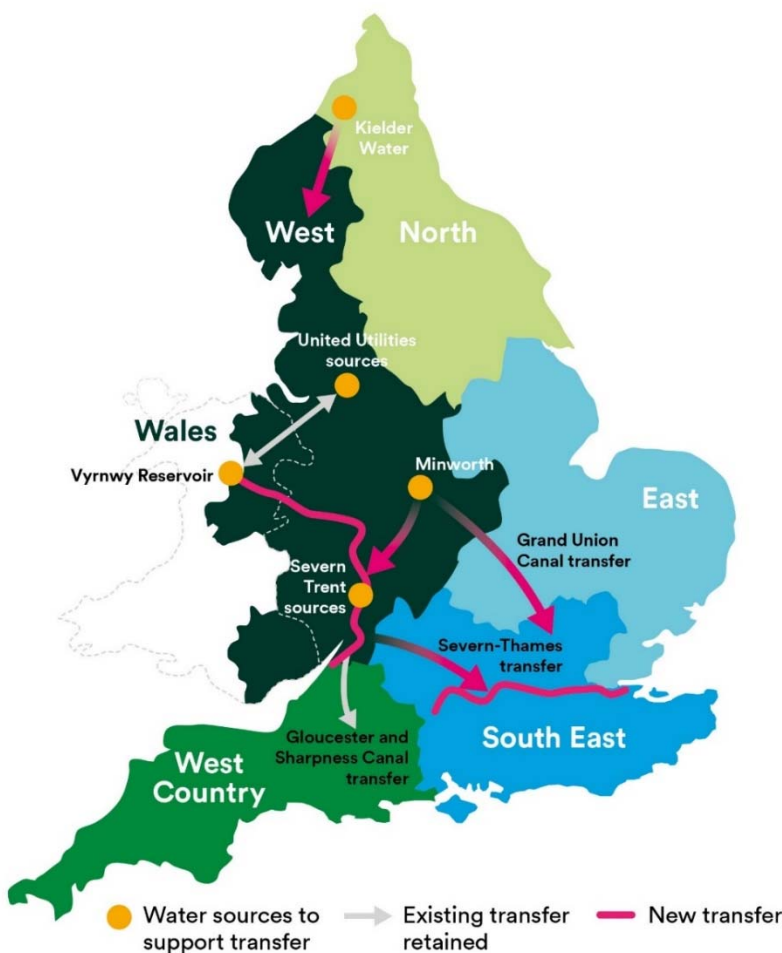 Kielder
Water
West
North
United Utilities
sources
Wales
Vyrnwy Reservoir
Minworth
East
Grand Union
Canal transfer
Severn
Trent
sources
Severn-Thames
transfer
Gloucester and
Sharpness Canal
transfer
South East
West
Country
Water sources to
support transfer
Existing transfer
retained
New transfer